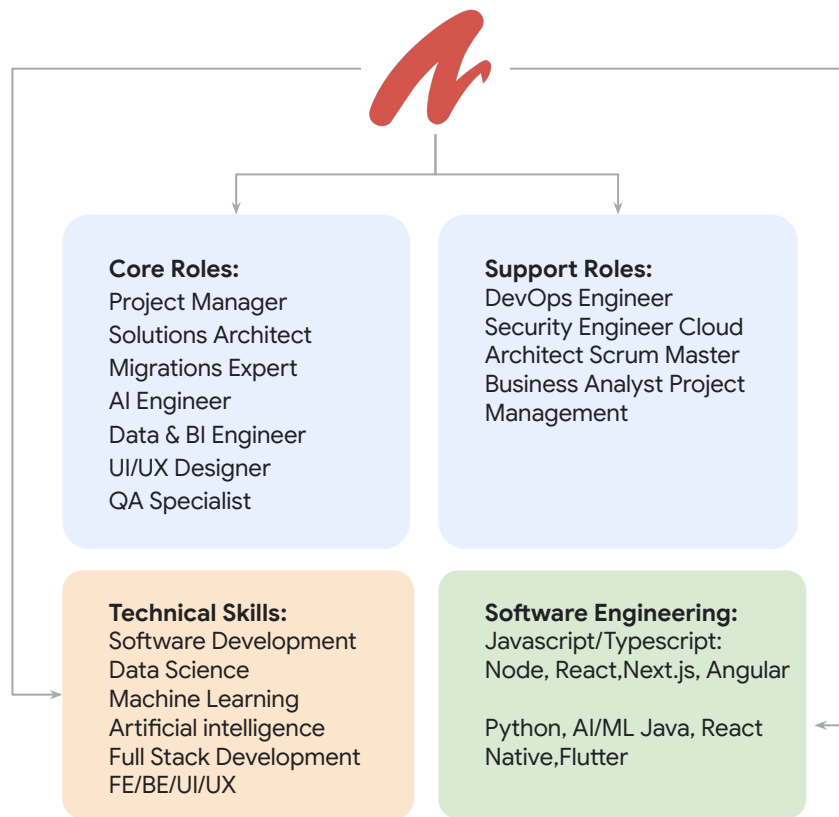 Core Roles:
Project Manager
Solutions Architect
Migrations Expert
AI Engineer
Data & BI Engineer
UI/UX Designer
QA Specialist
Support Roles:
DevOps Engineer
Security Engineer Cloud
Architect Scrum Master
Business Analyst Project
Management
Technical Skills:
Software Development
Data Science
Machine Learning
Artificial intelligence
Full Stack Development
FE/BE/UI/UX
Software Engineering:
Javascript/Typescript:
Node, React,Next.js, Angular
Python, AI/ML Java, React
Native,Flutter